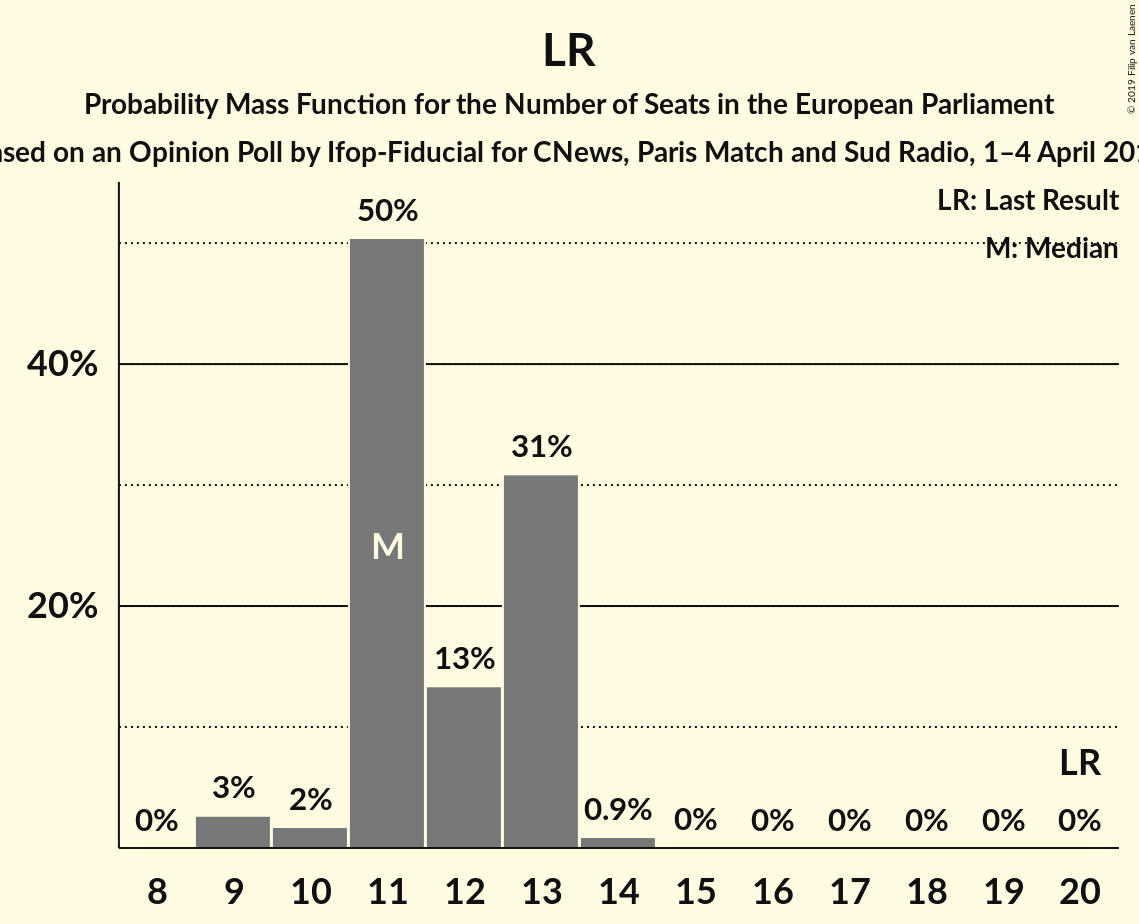 LR
Probability Mass Function for the Number of Seats in the European Parliament
on an Opinion Poll by Ifop-Fiducial for CNews, Paris Match and Sud Radio, 1–4 April
© 2019 Filip van Laenen
LR: Last Result
M: Median
50%
40%
31%
M
20%
13%
LR
0% 3% 2% 0.9% 0% 0% 0% 0% 0% 0%
8 9 10 11 12 13 14 15 16 17 18 19 20